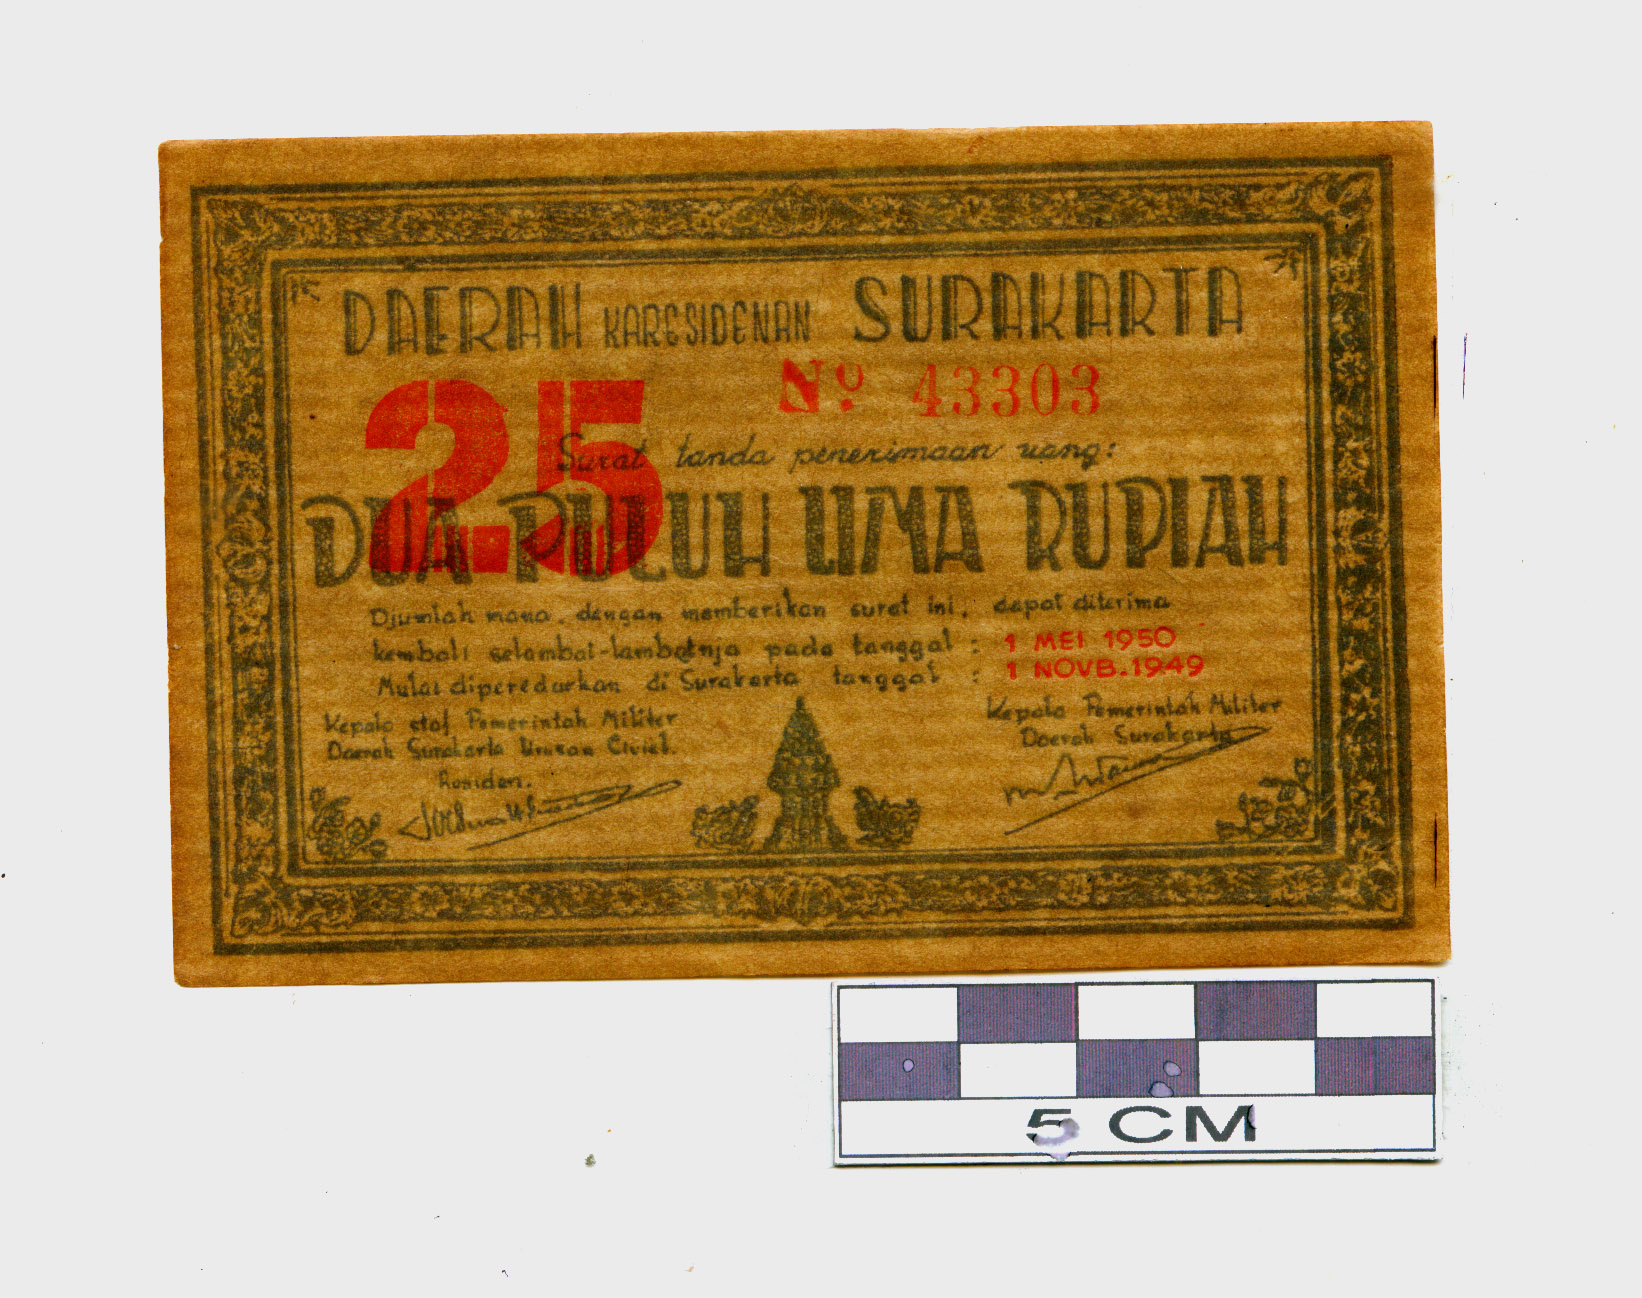 DAERAH KARESIDENAN SURAKARTA
25
No. 43303
Surat tanda penerimaan uang:
DUA PULUH LIMA RUPIAH
Djumlah mana, dengan memberikan surat ini, dapat diterima
kembali selambat-lambatnja pada tanggal : 1 MEI 1950
Mulai diperedarkan di Surakarta tanggal : 1 NOVB.1949
Kepala staf Pemerintah Militer
Daerah Surakarta Urusan Civiel.
Residen.
Kepala Pemerintah Militer
Daerah Surakarta
5 CM